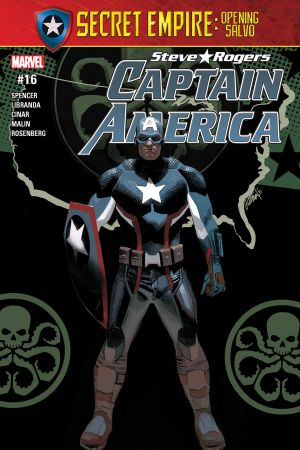 SECRET EMPIRE: OPENING SALVO
MARVEL
Steve Rogers
CAPTAIN AMERICA
#16
SPENCER
LIBRANDA
CINAR
MALIN
ROSENBERG
A